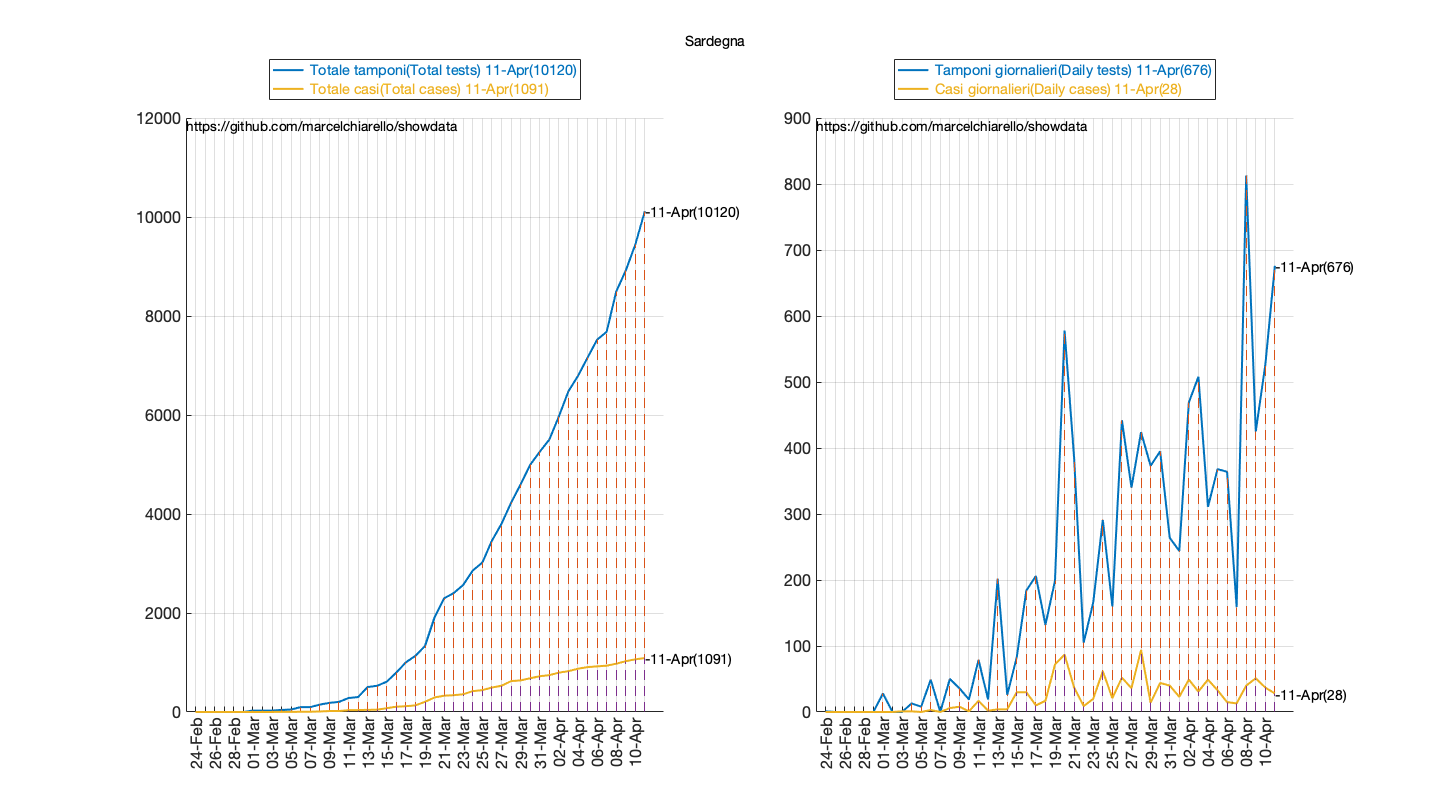 Sardegna
Totale tamponi(Total tests) 11-Apr(10120)
Totale casi(Total cases) 11-Apr(1091)
12000
10000
8000
6000
4000
2000
0
https://github.com/marcelchiarello/showdata
-11-Apr(10120)
-11-Apr(1091)
24-Feb
26-Feb
28-Feb
01-Mar
03-Mar
05-Mar
07-Mar
09-Mar
11-Mar
13-Mar
15-Mar
17-Mar
19-Mar
21-Mar
23-Mar
25-Mar
27-Mar
29-Mar
31-Mar
02-Apr
04-Apr
06-Apr
08-Apr
10-Apr
Tamponi giornalieri(Daily tests) 11-Apr(676)
Casi giornalieri(Daily cases) 11-Apr(28)
900
800
700
600
500
400
300
200
100
0
https://github.com/marcelchiarello/showdata
-11-Apr(676)
-11-Apr(28)
24-Feb
26-Feb
28-Feb
01-Mar
03-Mar
05-Mar
07-Mar
09-Mar
11-Mar
13-Mar
15-Mar
17-Mar
19-Mar
21-Mar
23-Mar
25-Mar
27-Mar
29-Mar
31-Mar
02-Apr
04-Apr
06-Apr
08-Apr
10-Apr